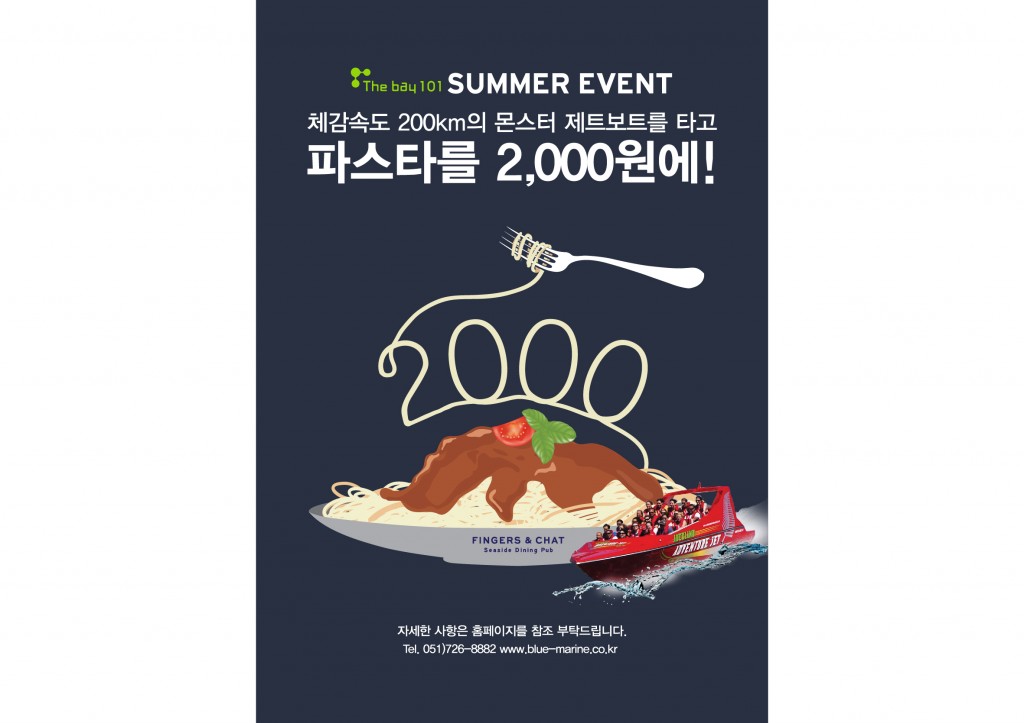 The bay 101 SUMMER EVENT
체감속도 200km의 몬스터 제트보트를 타고
파스타를 2,000원에!
2000
FINGERS & CHAT
Seaside Dining Pub
ADVENTURE JET
자세한 사항은 홈페이지를 참조 부탁드립니다.
Tel. 051)726-8882 www.blue-marine.co.kr